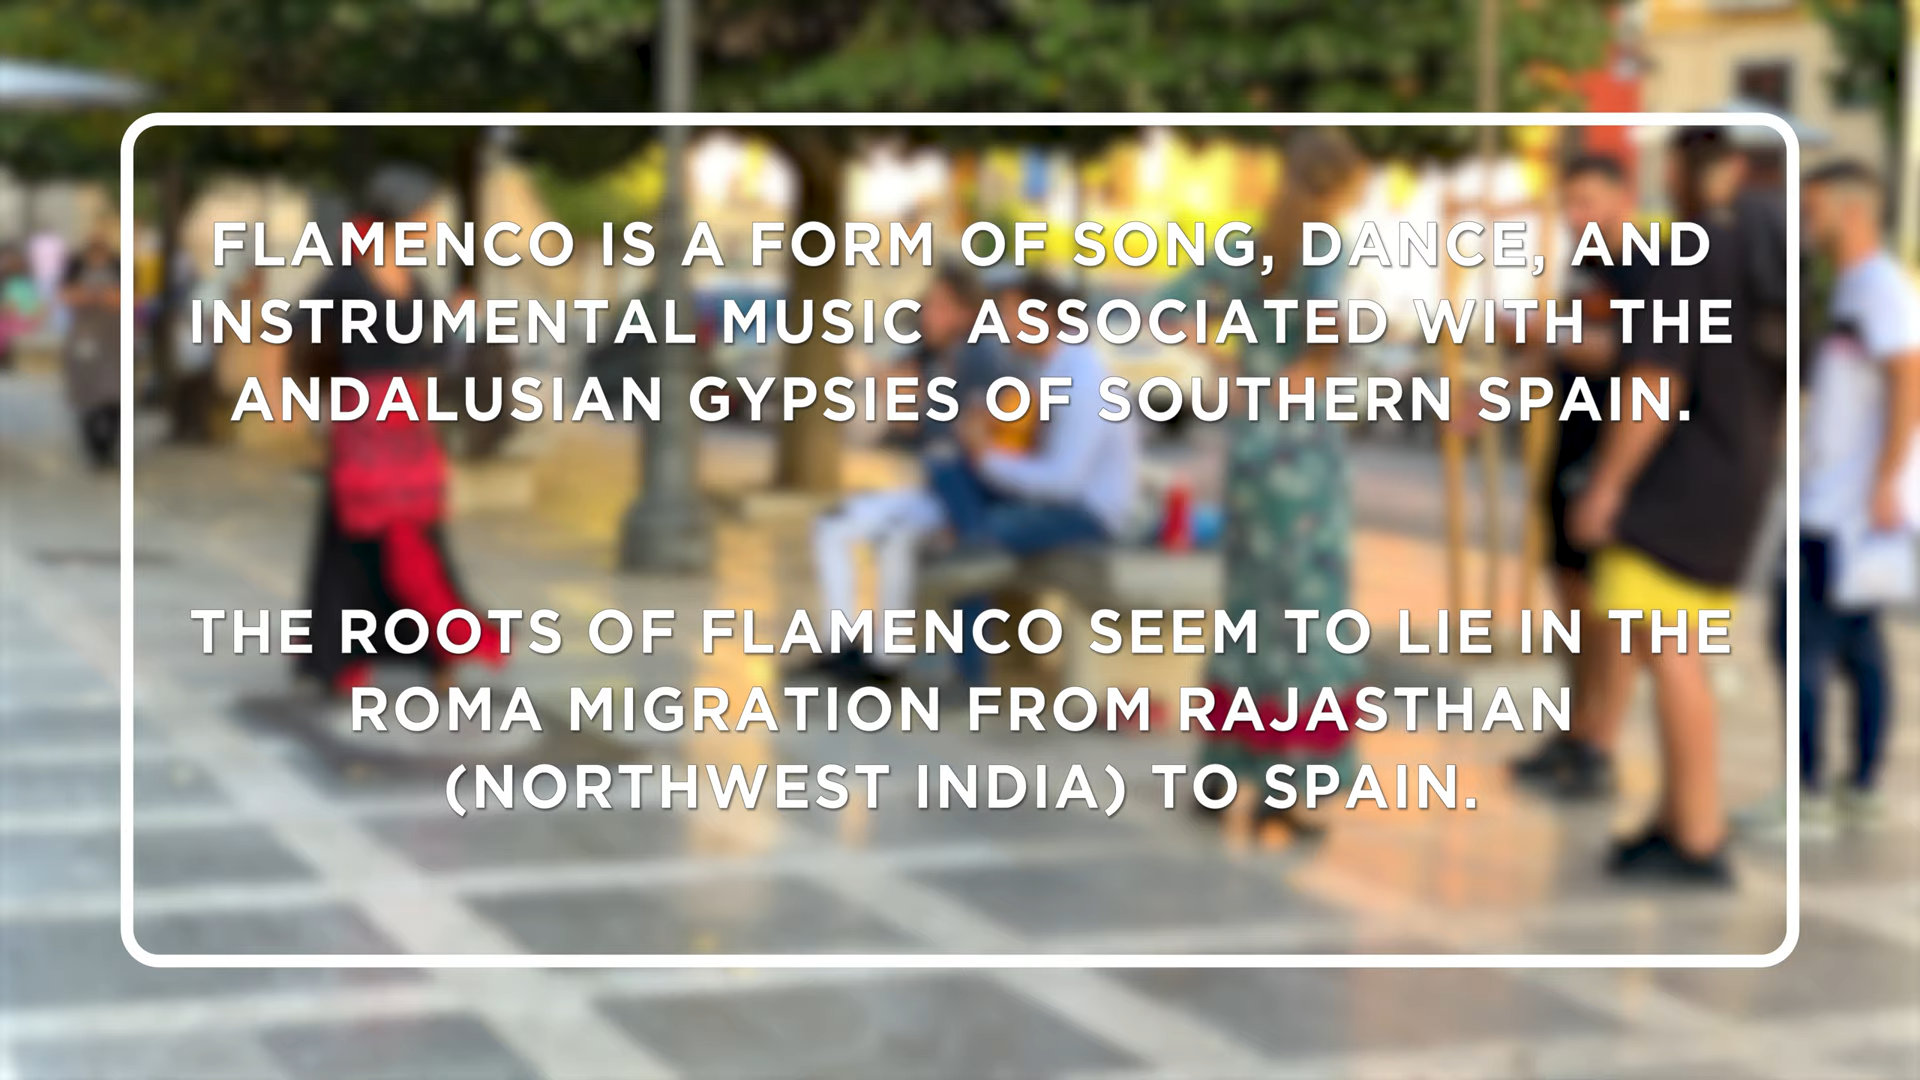 FLAMENCO IS A FORM OF SONG, DANCE, AND
INSTRUMENTAL MUSIC  ASSOCIATED WITH THE
ANDALUSIAN GYPSIES OF SOUTHERN SPAIN.
THE ROOTS OF FLAMENCO SEEM TO LIE IN THE
ROMA MIGRATION FROM RAJASTHAN
(NORTHWEST INDIA) TO SPAIN.